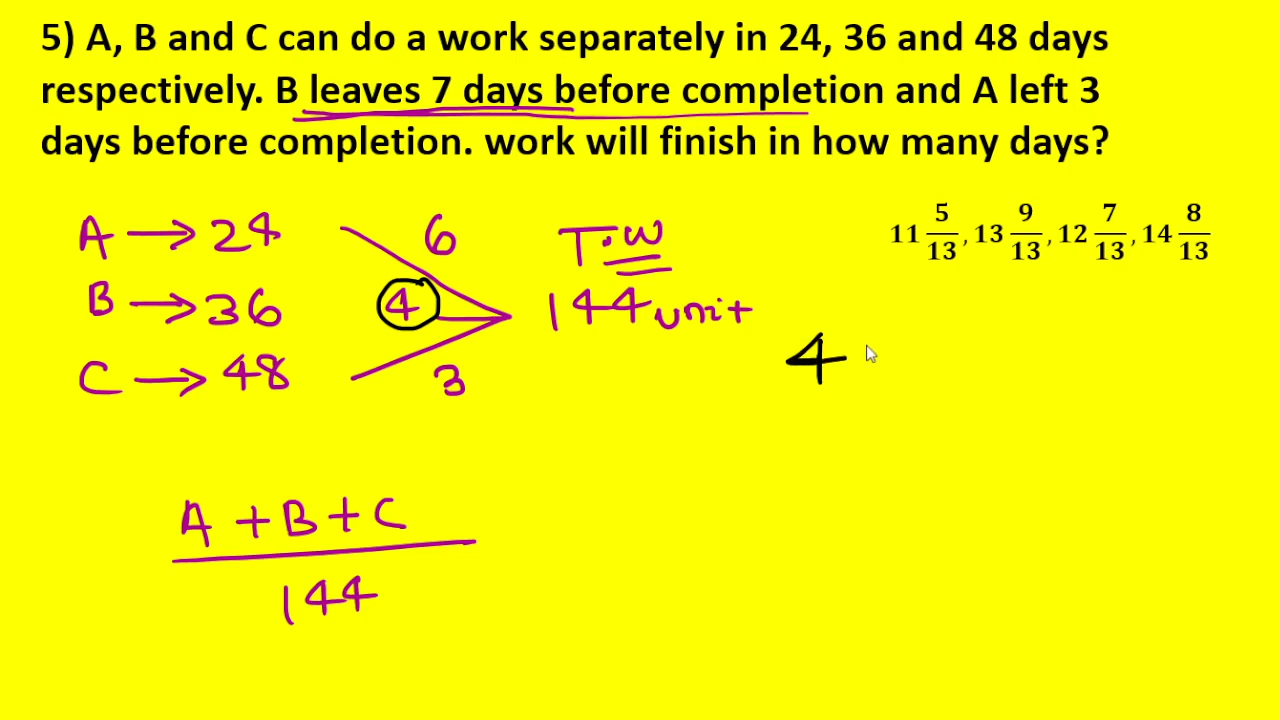 5) A, B and C can do a work separately in 24, 36 and 48 days
respectively. B leaves 7 days before completion and A left 3
days before completion. work will finish in how many days?
11 5/13, 13 9/13, 12 7/13, 14 8/13
A → 24 6 T.W
B → 36 4 144 unit
C → 48 3
4
A + B + C
144